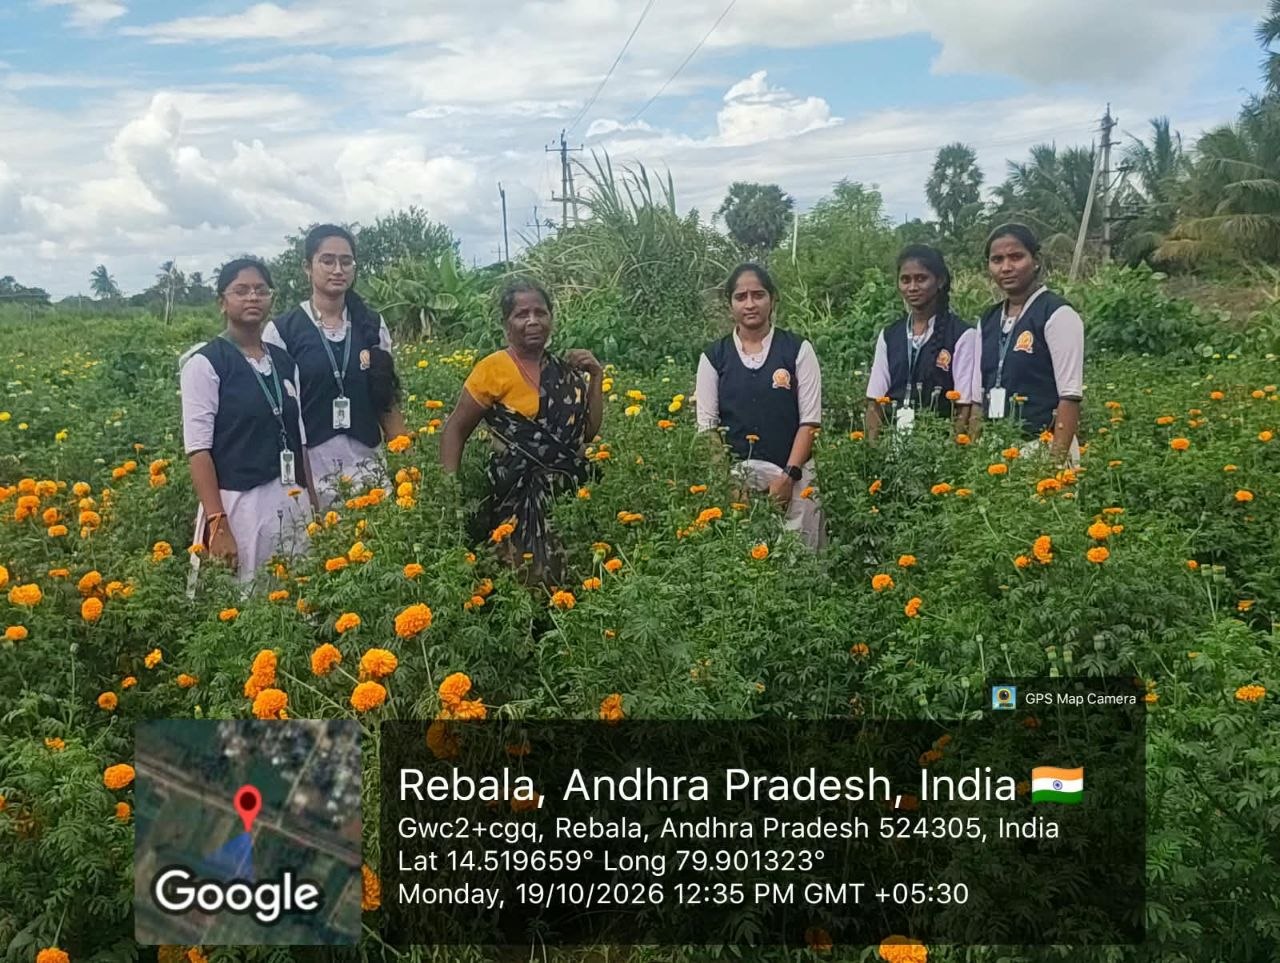 GPS Map Camera
Rebala, Andhra Pradesh, India
Gwc2+cgq, Rebala, Andhra Pradesh 524305, India
Lat 14.519659° Long 79.901323°
Monday, 19/10/2026 12:35 PM GMT +05:30
Google